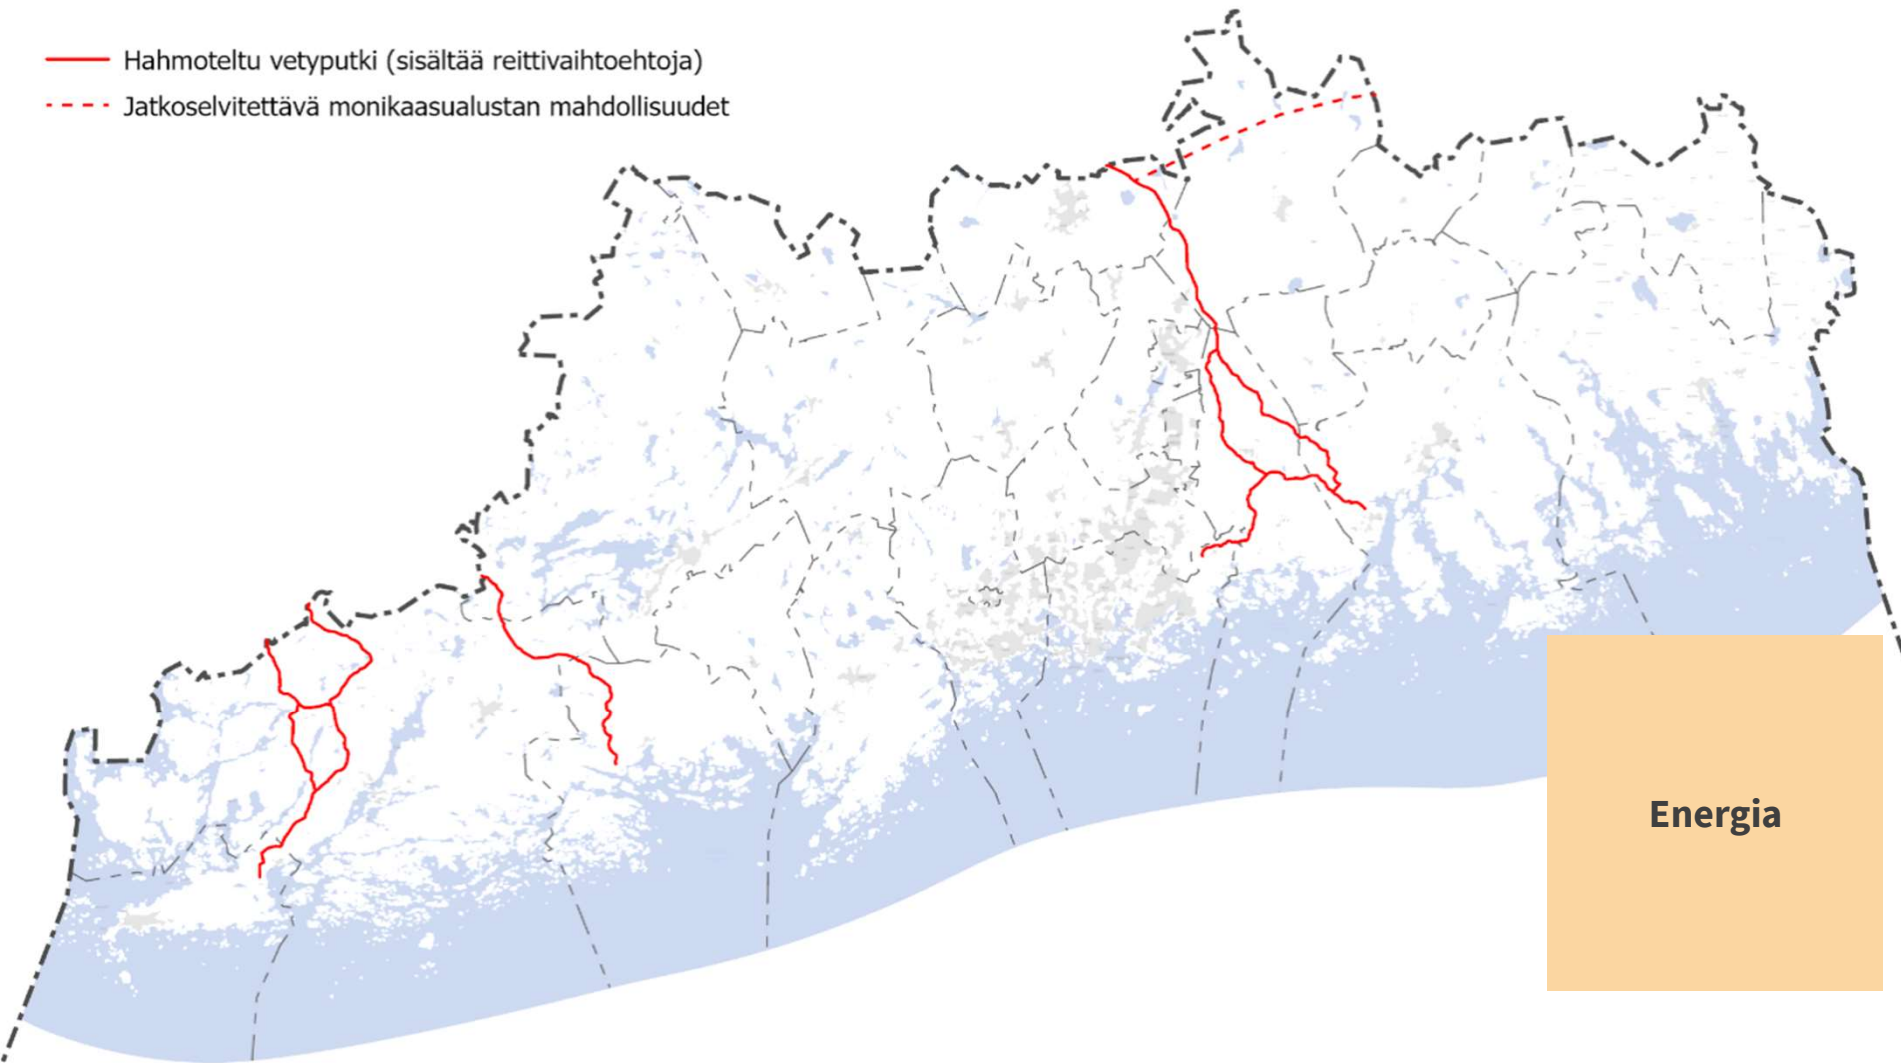 Hahmoteltu vetyputki (sisältää reittivaihtoehtoja)
Jatkoselvitettävä monikaasualustan mahdollisuudet
Energia